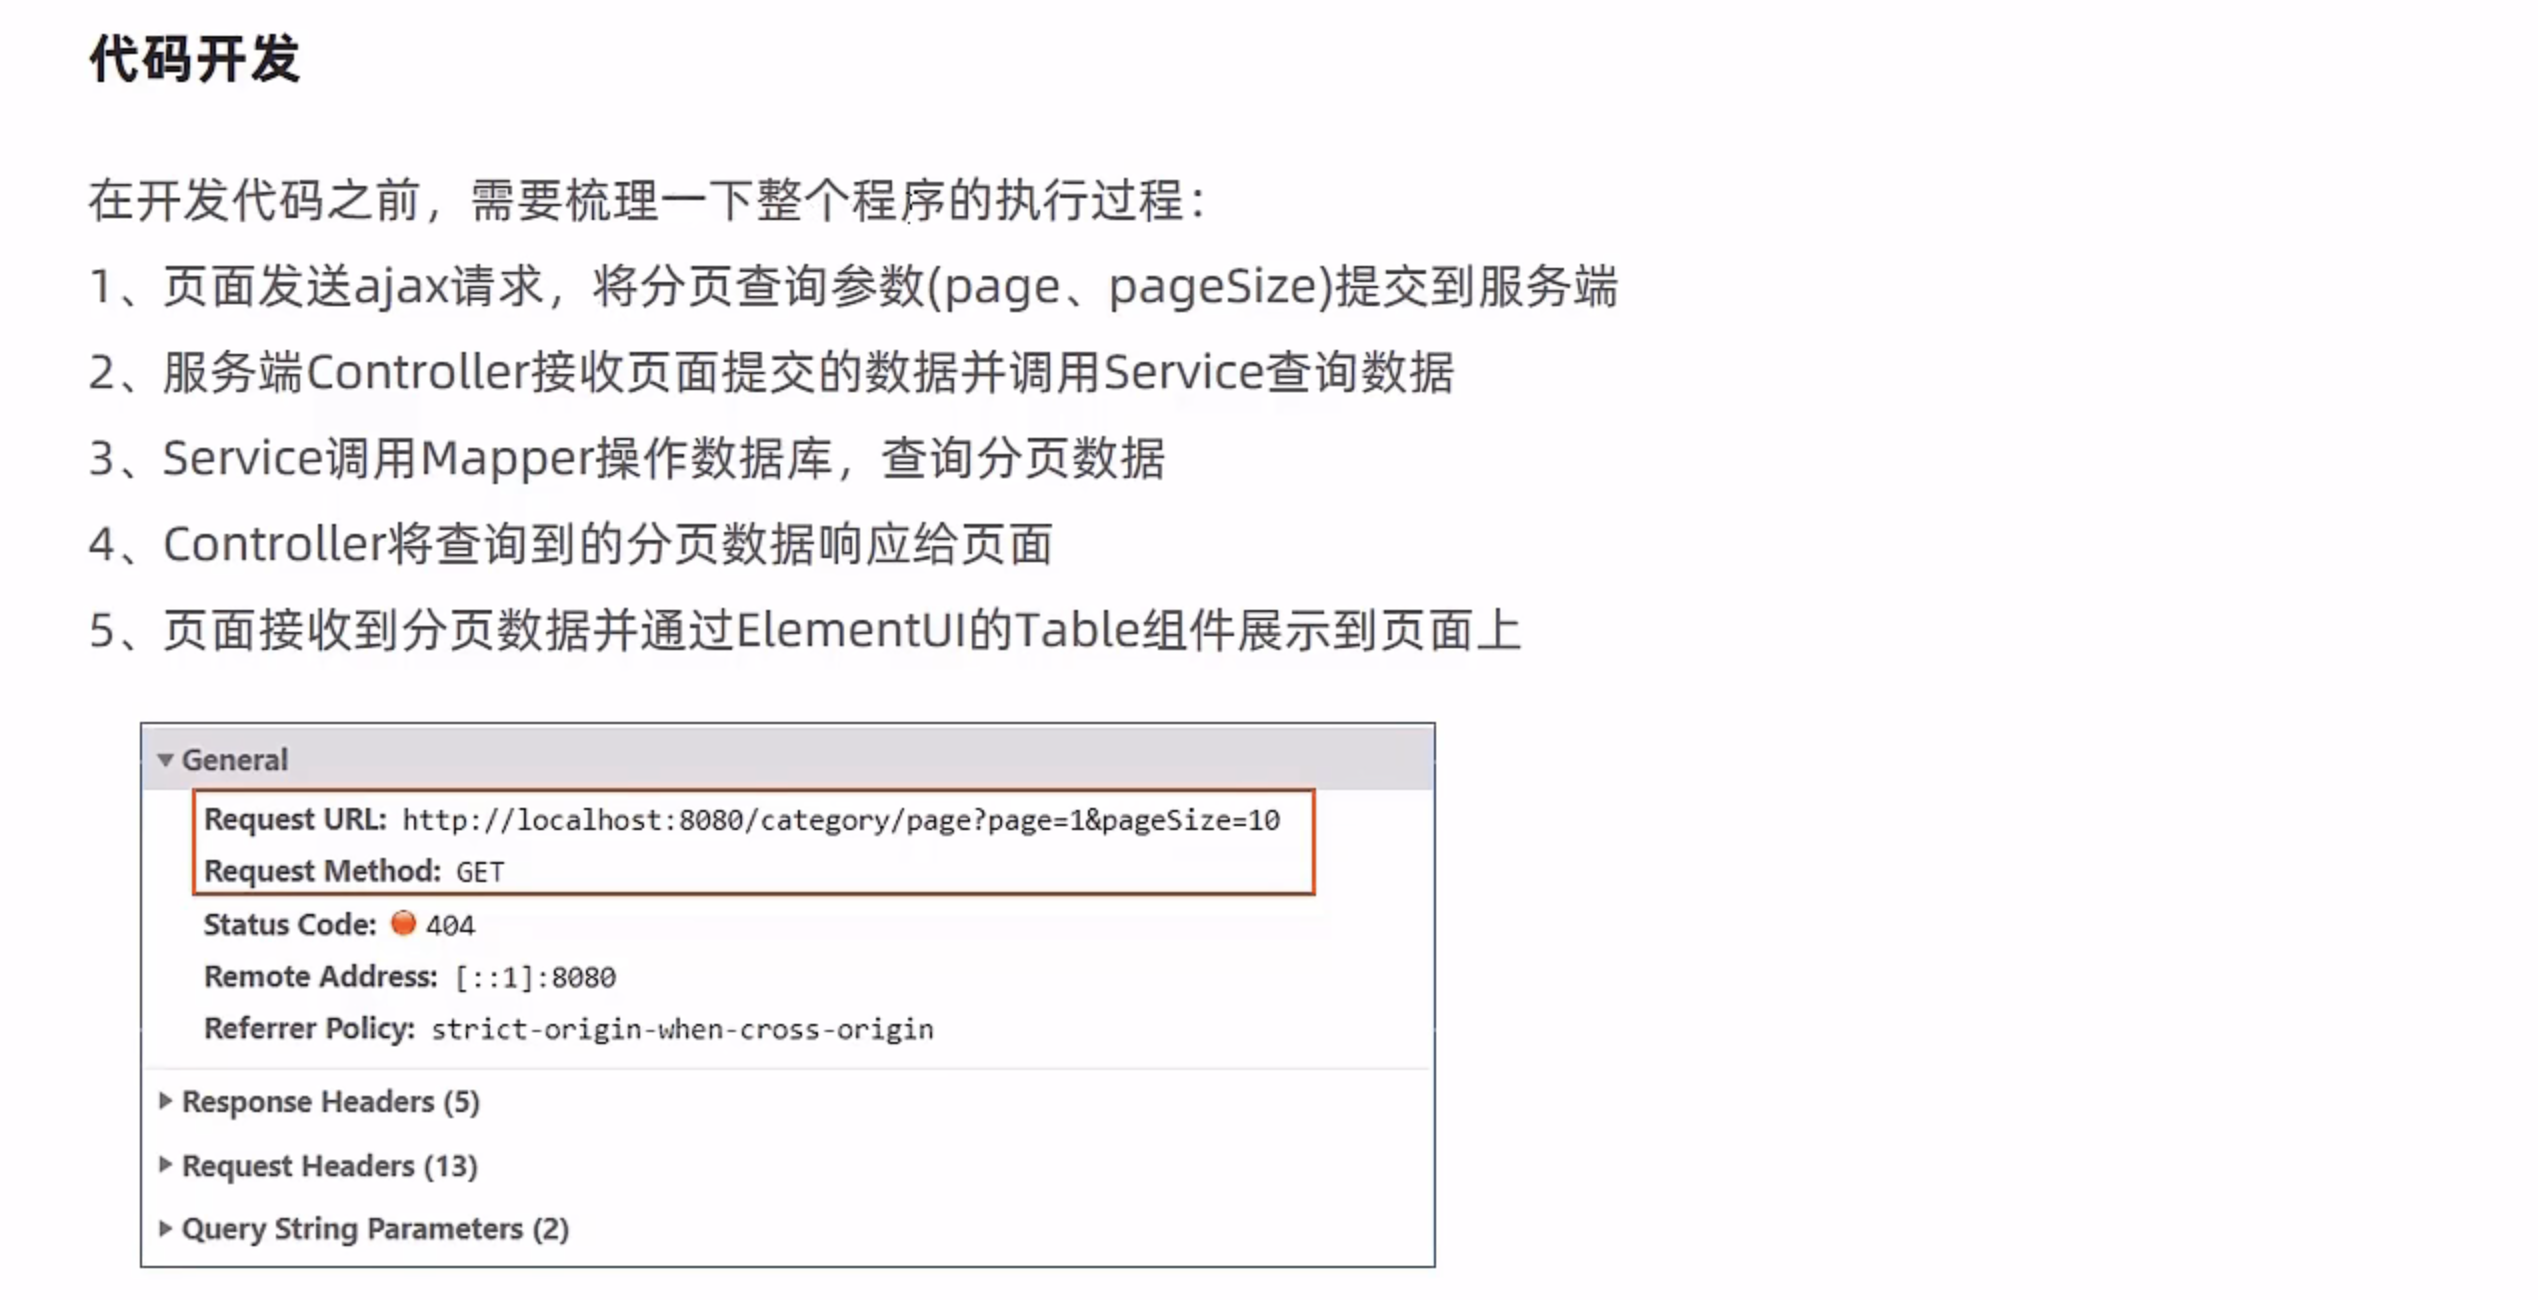 代码开发
在开发代码之前，需要梳理一下整个程序的执行过程：
1、页面发送ajax请求，将分页查询参数(page、pageSize)提交到服务端
2、服务端Controller接收页面提交的数据并调用Service查询数据
3、Service调用Mapper操作数据库，查询分页数据
4、Controller将查询到的分页数据响应给页面
5、页面接收到分页数据并通过ElementUI的Table组件展示到页面上
General
Request URL: http://localhost:8080/category/page?page=1&pageSize=10
Request Method: GET
Status Code: 404
Remote Address: [::1]:8080
Referrer Policy: strict-origin-when-cross-origin
Response Headers (5)
Request Headers (13)
Query String Parameters (2)